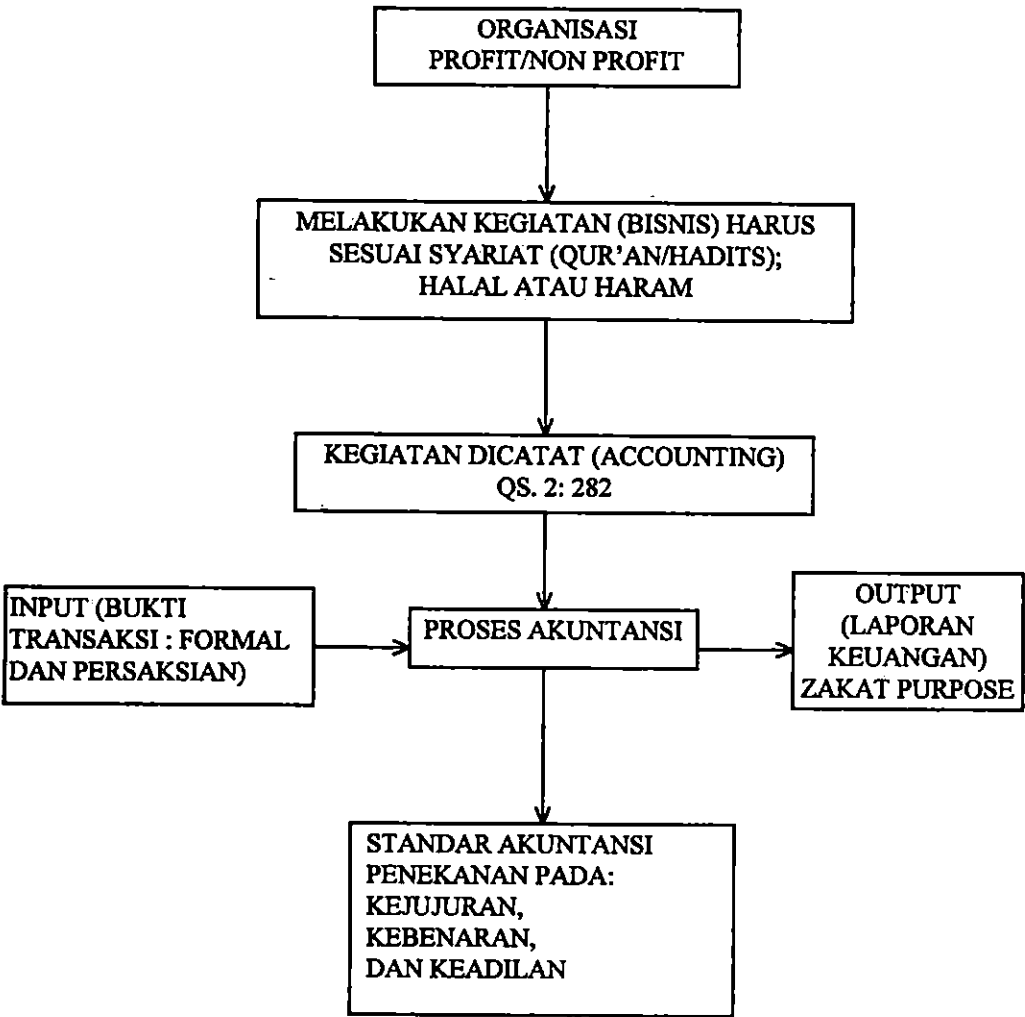 ORGANISASI
PROFIT/NON PROFIT
MELAKUKAN KEGIATAN (BISNIS) HARUS
SESUAI SYARIAT (QUR'AN/HADITS);
HALAL ATAU HARAM
KEGIATAN DICATAT (ACCOUNTING)
QS. 2: 282
INPUT (BUKTI
TRANSAKSI : FORMAL
DAN PERSAKSIAN)
PROSES AKUNTANSI
OUTPUT
(LAPORAN
KEUANGAN)
ZAKAT PURPOSE
STANDAR AKUNTANSI
PENEKANAN PADA:
KEJUJURAN,
KEBENARAN,
DAN KEADILAN